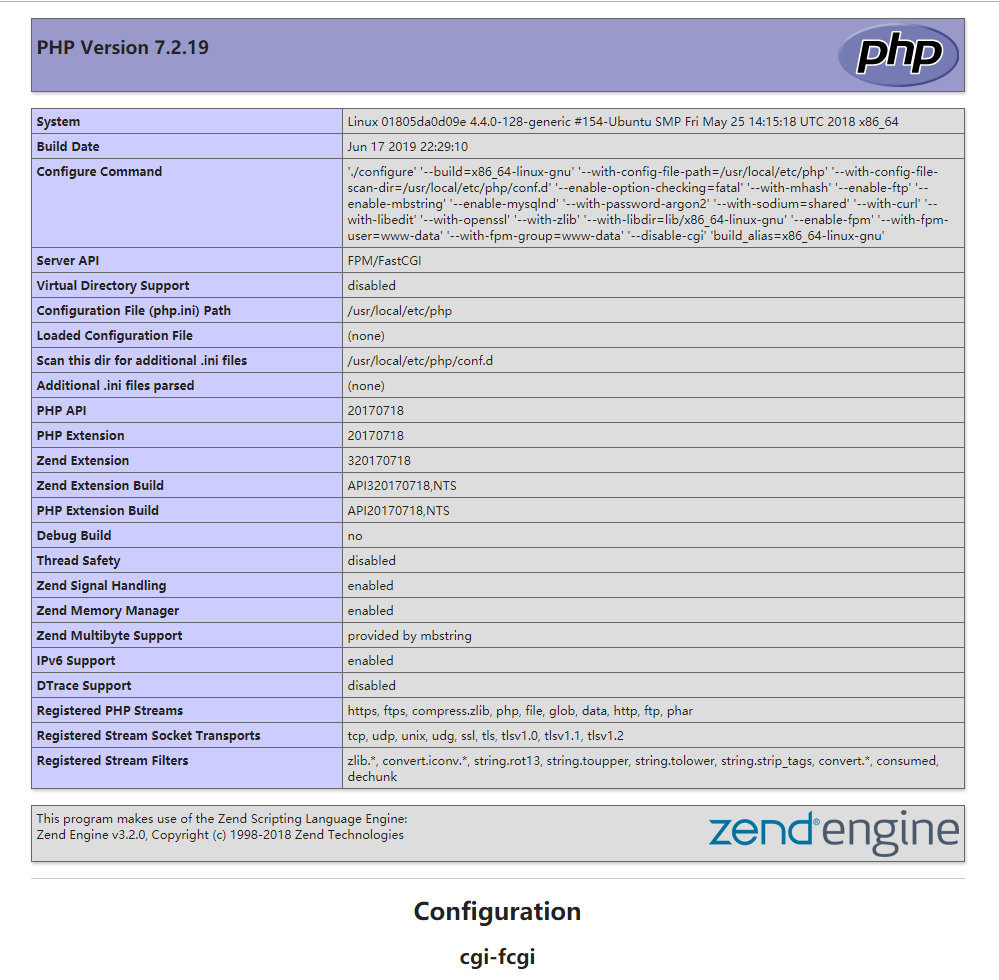 PHP Version 7.2.19
php
System Linux 01805da0d09e 4.4.0-128-generic #154-Ubuntu SMP Fri May 25 14:15:18 UTC 2018 x86_64
Build Date Jun 17 2019 22:29:10
Configure Command './configure' '--build=x86_64-linux-gnu' '--with-config-file-path=/usr/local/etc/php' '--with-config-file-
scan-dir=/usr/local/etc/php/conf.d' '--enable-option-checking=fatal' '--with-mhash' '--enable-ftp' '--
enable-mbstring' '--enable-mysqlnd' '--with-password-argon2' '--with-sodium=shared' '--with-curl' '--
with-libedit' '--with-openssl' '--with-zlib' '--with-libdir=lib/x86_64-linux-gnu' '--enable-fpm' '--with-fpm-
user=www-data' '--with-fpm-group=www-data' '--disable-cgi' 'build_alias=x86_64-linux-gnu'
Server API FPM/FastCGI
Virtual Directory Support disabled
Configuration File (php.ini) Path /usr/local/etc/php
Loaded Configuration File (none)
Scan this dir for additional .ini files /usr/local/etc/php/conf.d
Additional .ini files parsed (none)
PHP API 20170718
PHP Extension 20170718
Zend Extension 320170718
Zend Extension Build API320170718,NTS
PHP Extension Build API20170718,NTS
Debug Build no
Thread Safety disabled
Zend Signal Handling enabled
Zend Memory Manager enabled
Zend Multibyte Support provided by mbstring
IPv6 Support enabled
DTrace Support disabled
Registered PHP Streams https, ftps, compress.zlib, php, file, glob, data, http, ftp, phar
Registered Stream Socket Transports tcp, udp, unix, udg, ssl, tls, tlsv1.0, tlsv1.1, tlsv1.2
Registered Stream Filters zlib.*, convert.iconv.*, string.rot13, string.toupper, string.tolower, string.strip_tags, convert.*, consumed,
dechunk
This program makes use of the Zend Scripting Language Engine:
Zend Engine v3.2.0, Copyright (c) 1998-2018 Zend Technologies
zend® engine
Configuration
cgi-fcgi